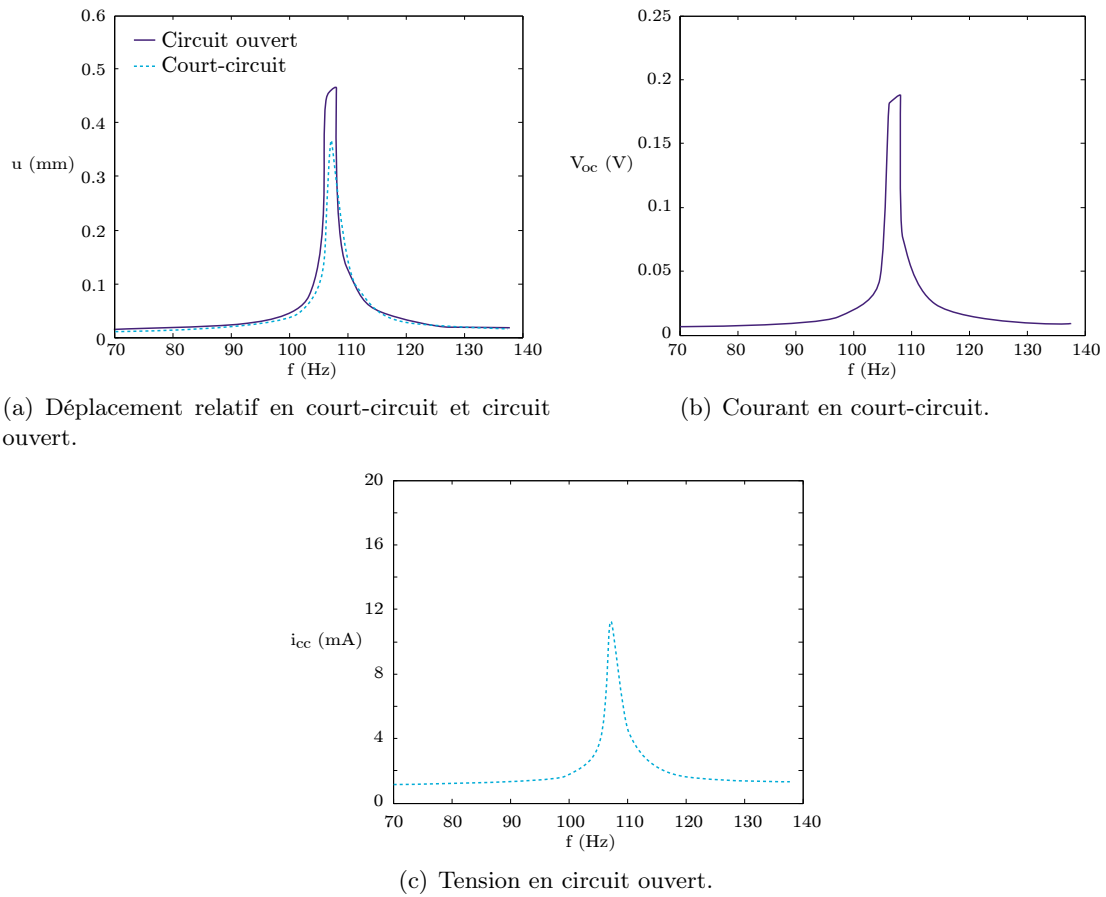 0.6
0.5
0.4
0.3
0.2
0.1
0
u (mm)
Circuit ouvert
Court-circuit
70 80 90 100 110 120 130 140
f (Hz)
(a) Déplacement relatif en court-circuit et circuit
ouvert.
0.25
0.2
0.15
0.1
0.05
0
Voc (V)
70 80 90 100 110 120 130 140
f (Hz)
(b) Courant en court-circuit.
20
16
12
8
4
0
icc (mA)
70 80 90 100 110 120 130 140
f (Hz)
(c) Tension en circuit ouvert.